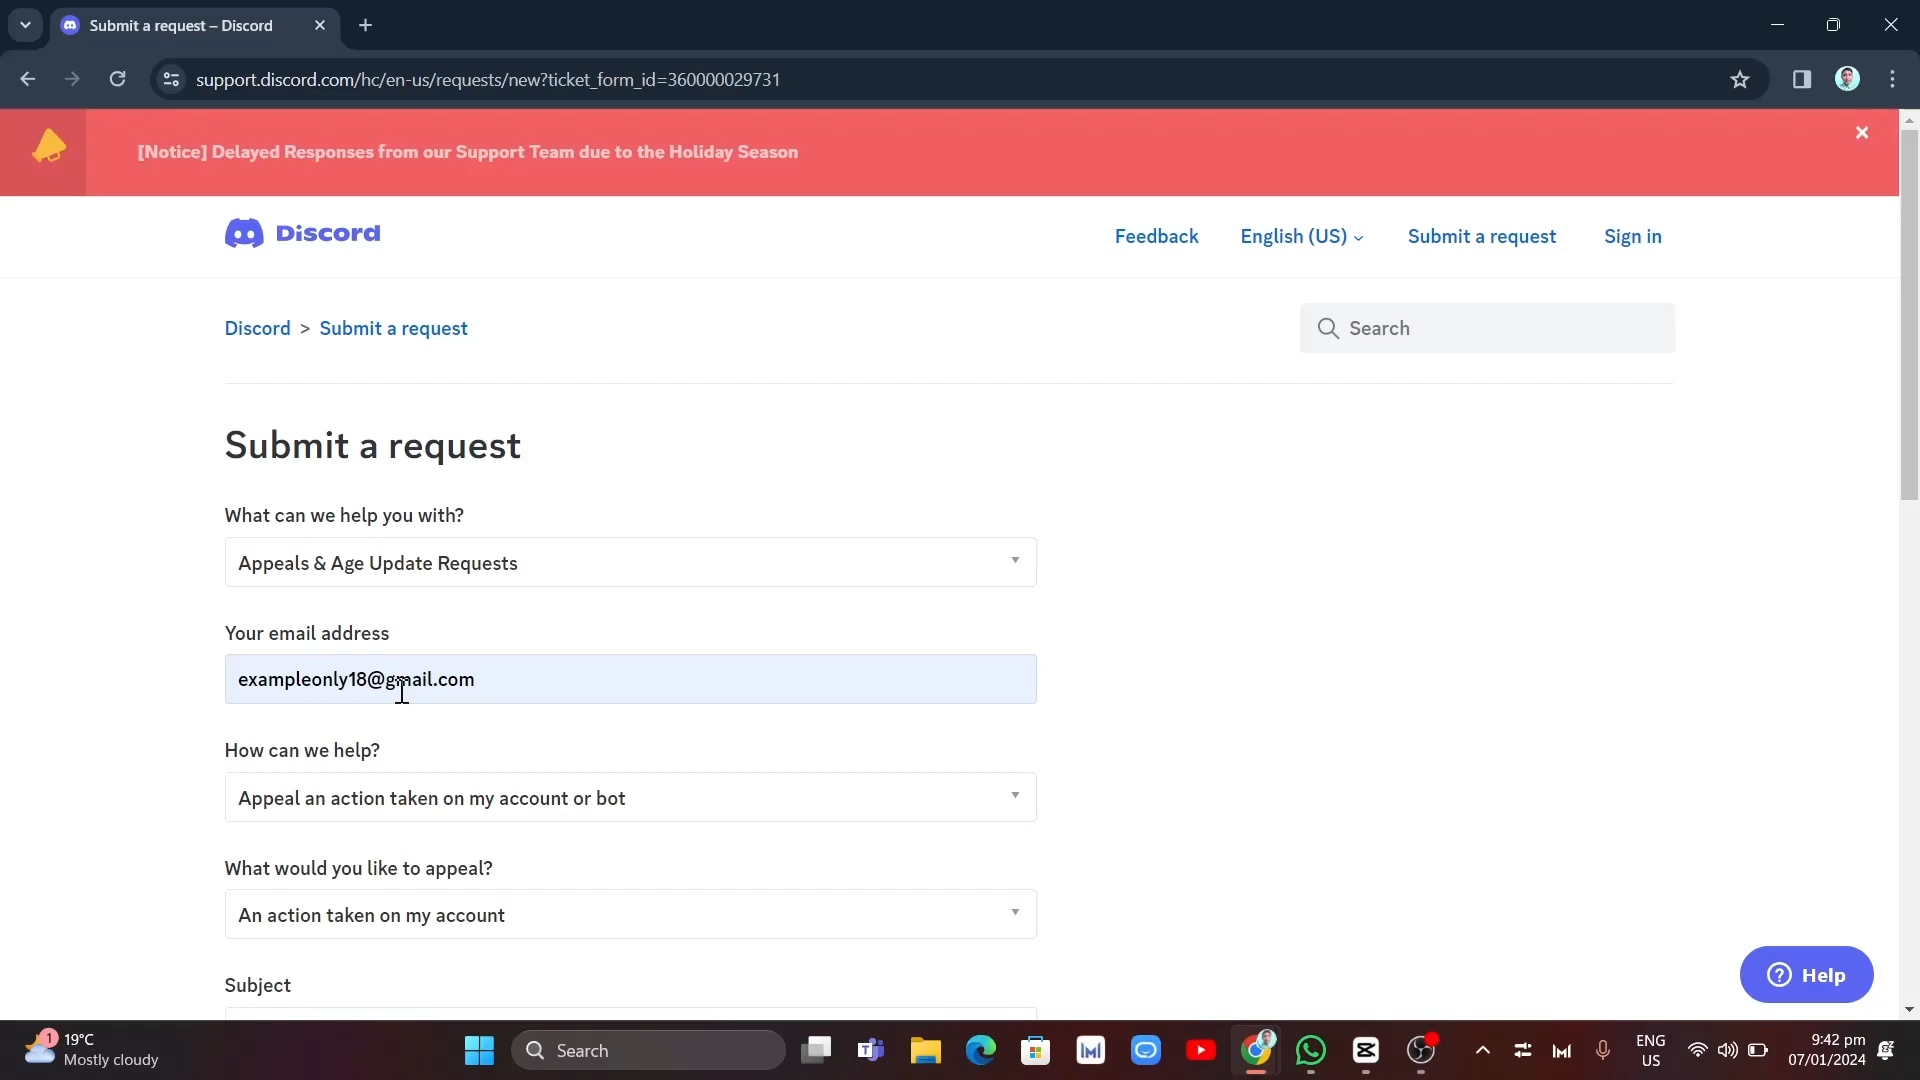 Submit a request – Discord
support.discord.com/hc/en-us/requests/new?ticket_form_id=360000029731
[Notice] Delayed Responses from our Support Team due to the Holiday Season
Discord
Feedback
English (US)
Submit a request
Sign in
Discord > Submit a request
Search
Submit a request
What can we help you with?
Appeals & Age Update Requests
Your email address
exampleonly18@gmail.com
How can we help?
Appeal an action taken on my account or bot
What would you like to appeal?
An action taken on my account
Subject
Help
1
19°C
Mostly cloudy
Search
ENG
US
9:42 pm
07/01/2024